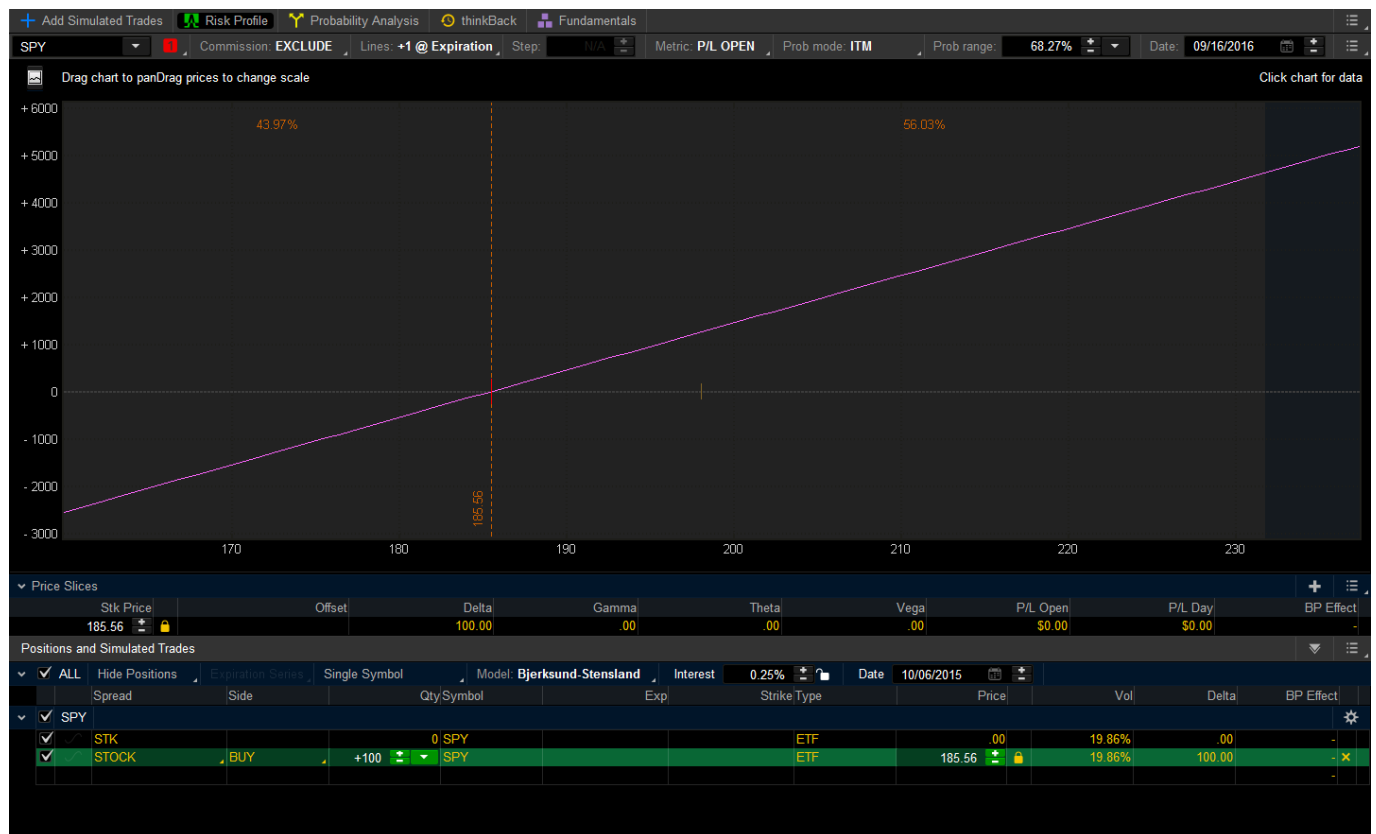 Add Simulated Trades Risk Profile Probability Analysis thinkBack Fundamentals
SPY 1 Commission: EXCLUDE Lines: +1 @ Expiration Step: N/A Metric: P/L OPEN Prob mode: ITM Prob range: 68.27% Date: 09/16/2016
Drag chart to panDrag prices to change scale Click chart for data
+ 6000
43.97% 56.03%
+ 5000
+ 4000
+ 3000
+ 2000
+ 1000
0
- 1000
- 2000
185.56
- 3000
170 180 190 200 210 220 230
Price Slices
Stk Price Offset Delta Gamma Theta Vega P/L Open P/L Day BP Effect
185.56 100.00 .00 .00 .00 $0.00 $0.00 -
Positions and Simulated Trades
ALL Hide Positions Expiration Series Single Symbol Model: Bjerksund-Stensland Interest 0.25% Date 10/06/2015
Spread Side Qty Symbol Exp Strike Type Price Vol Delta BP Effect
SPY
STK 0 SPY ETF .00 19.86% .00 -
STOCK BUY +100 SPY ETF 185.56 19.86% 100.00 -
-